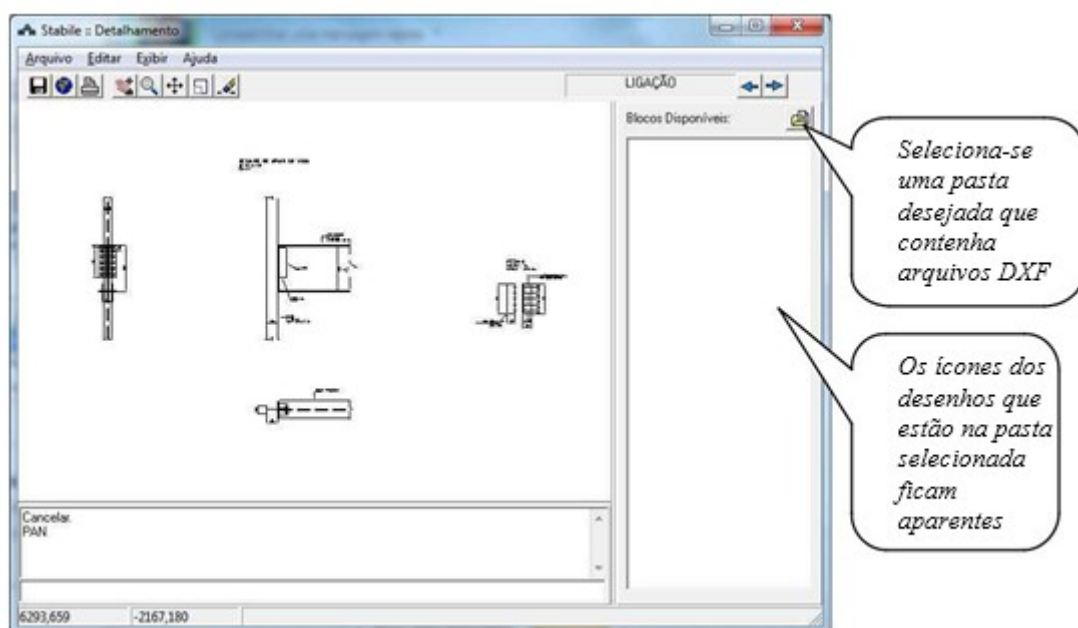 Stabile :: Detalhamento
Arquivo Editar Exibir Ajuda
LIGAÇÃO
Blocos Disponíveis:
Seleciona-se
uma pasta
desejada que
contenha
arquivos DXF
Os ícones dos
desenhos que
estão na pasta
selecionada
ficam
aparentes
Cancelar.
PAN
6293,659 -2167,180